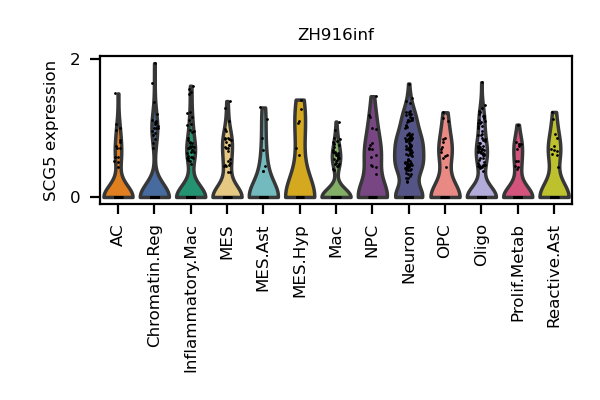 ZH916inf
SCG5 expression
2
0
AC
Chromatin.Reg
Inflammatory.Mac
MES
MES.Ast
MES.Hyp
Mac
NPC
Neuron
OPC
Oligo
Prolif.Metab
Reactive.Ast